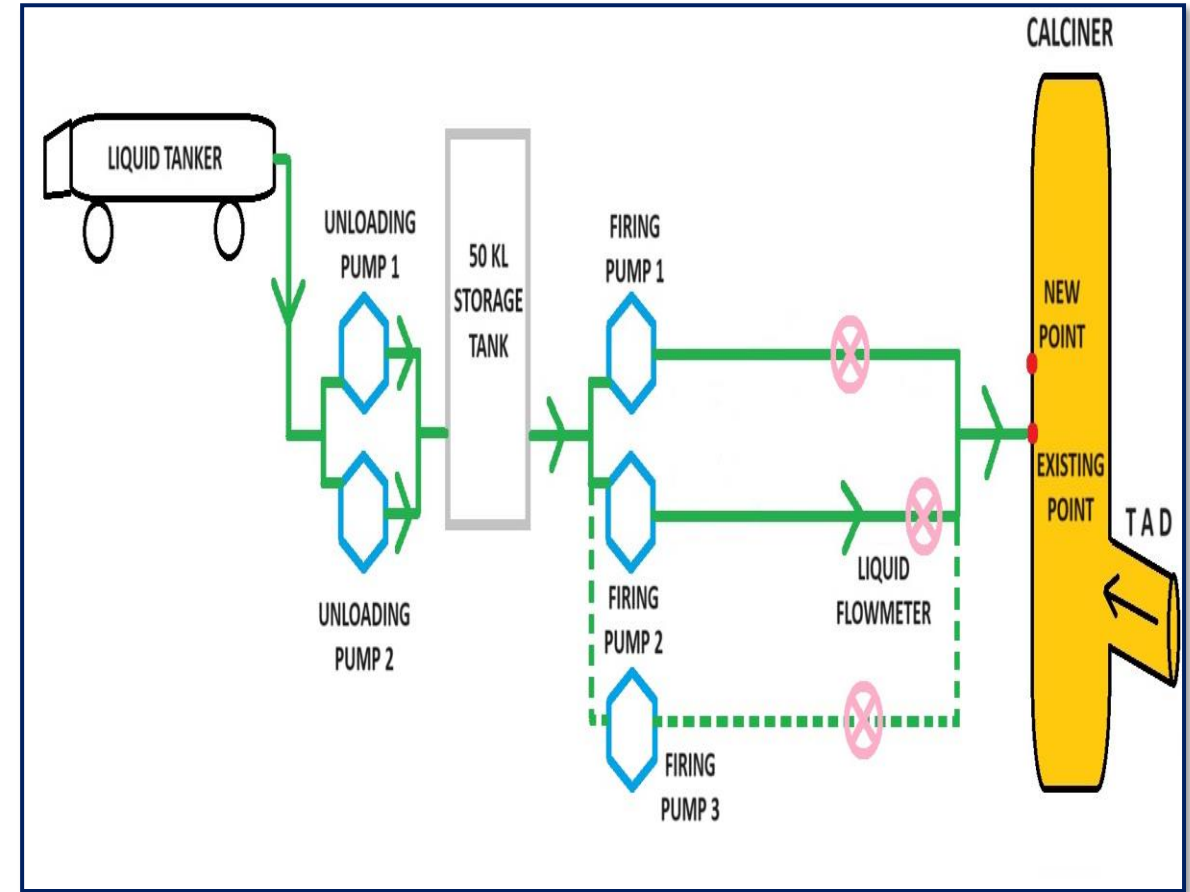 CALCINER
LIQUID TANKER
UNLOADING
PUMP 1
50 KL
STORAGE
TANK
FIRING
PUMP 1
NEW
POINT
EXISTING
POINT
T A D
LIQUID
FLOWMETER
UNLOADING
PUMP 2
FIRING
PUMP 2
FIRING
PUMP 3